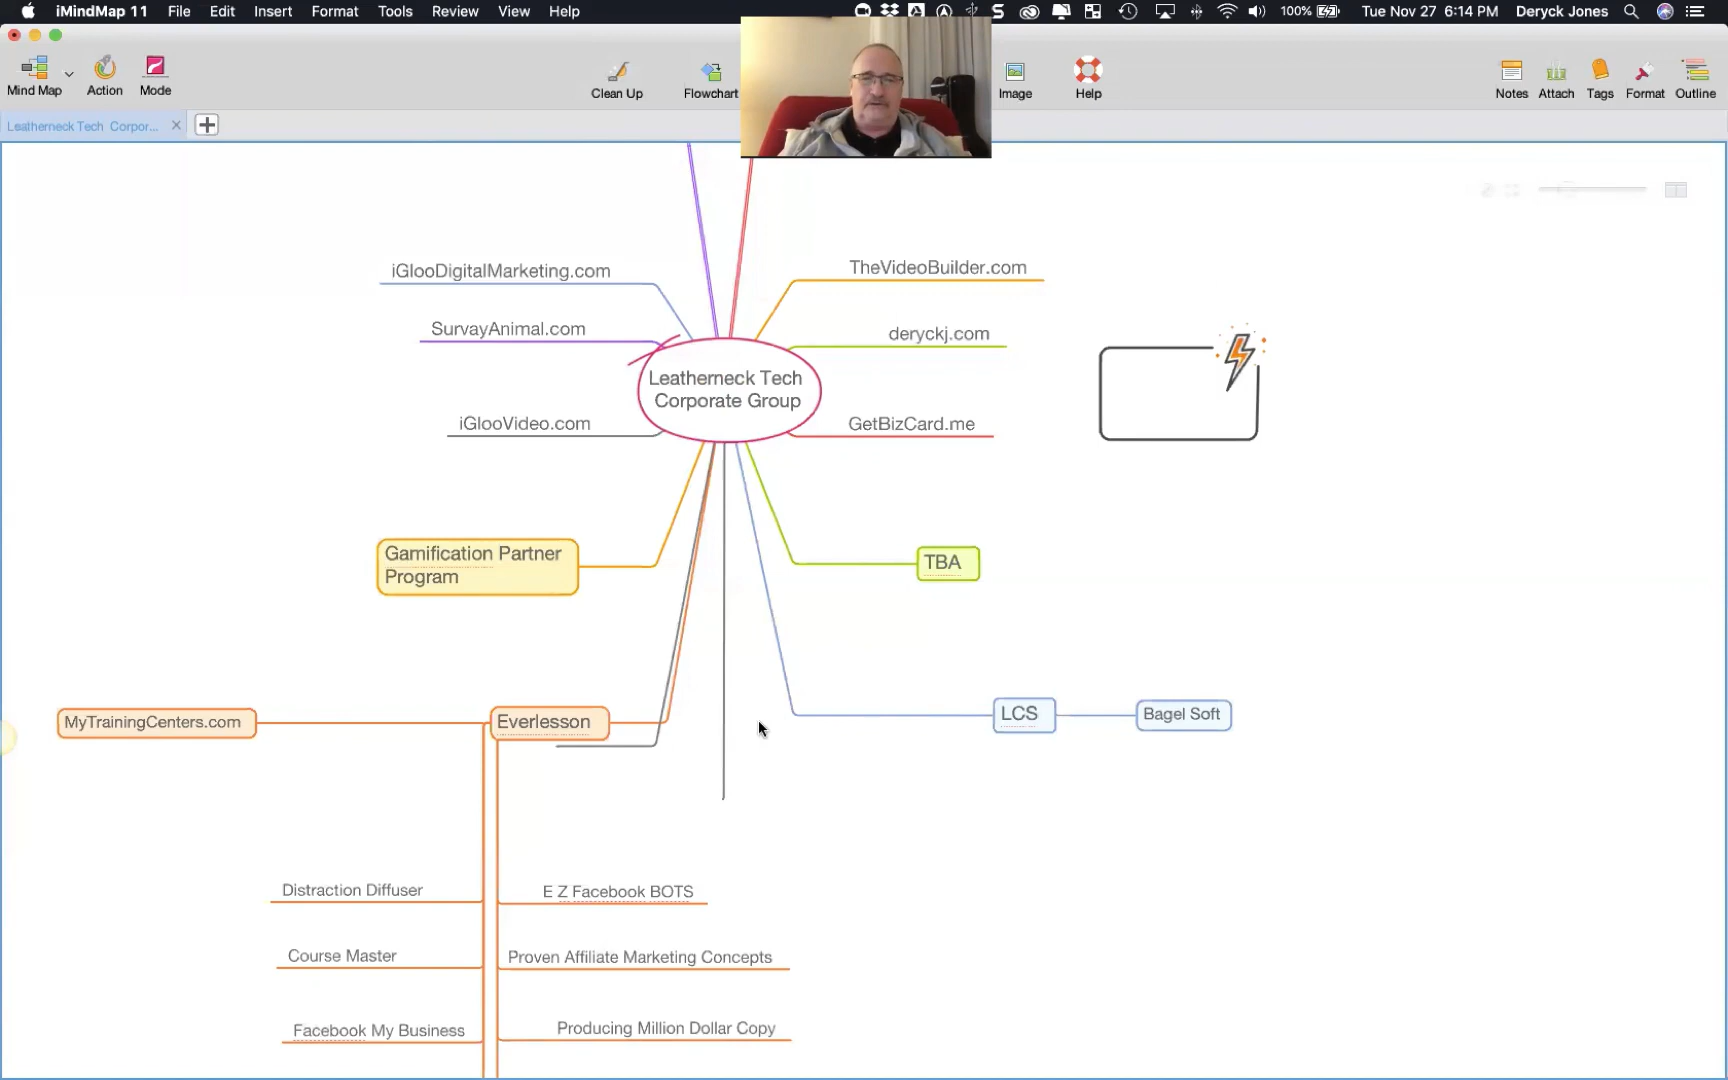 iMindMap 11 File Edit Insert Format Tools Review View Help
100% Tue Nov 27 6:14 PM Deryck Jones
Mind Map Action Mode Clean Up Flowchart Image Help Notes Attach Tags Format Outline
Leatherneck Tech Corpor...
iGlooDigitalMarketing.com
TheVideoBuilder.com
SurvayAnimal.com
deryckj.com
Leatherneck Tech
Corporate Group
iGlooVideo.com
GetBizCard.me
Gamification Partner
Program
TBA
MyTrainingCenters.com
Everlesson
LCS
Bagel Soft
Distraction Diffuser
E Z Facebook BOTS
Course Master
Proven Affiliate Marketing Concepts
Facebook My Business
Producing Million Dollar Copy